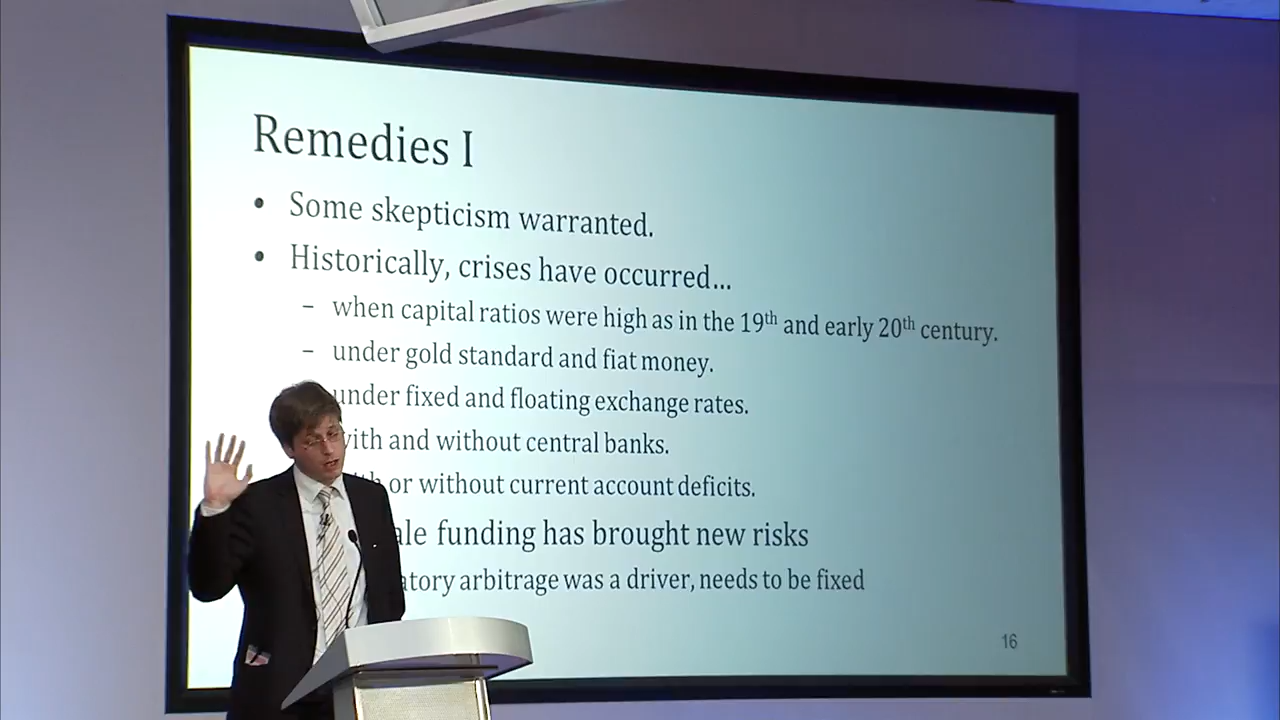 Remedies I
• Some skepticism warranted.
• Historically, crises have occurred...
– when capital ratios were high as in the 19th and early 20th century.
– under gold standard and fiat money.
under fixed and floating exchange rates.
with and without central banks.
or without current account deficits.
funding has brought new risks
arbitrage was a driver, needs to be fixed
16